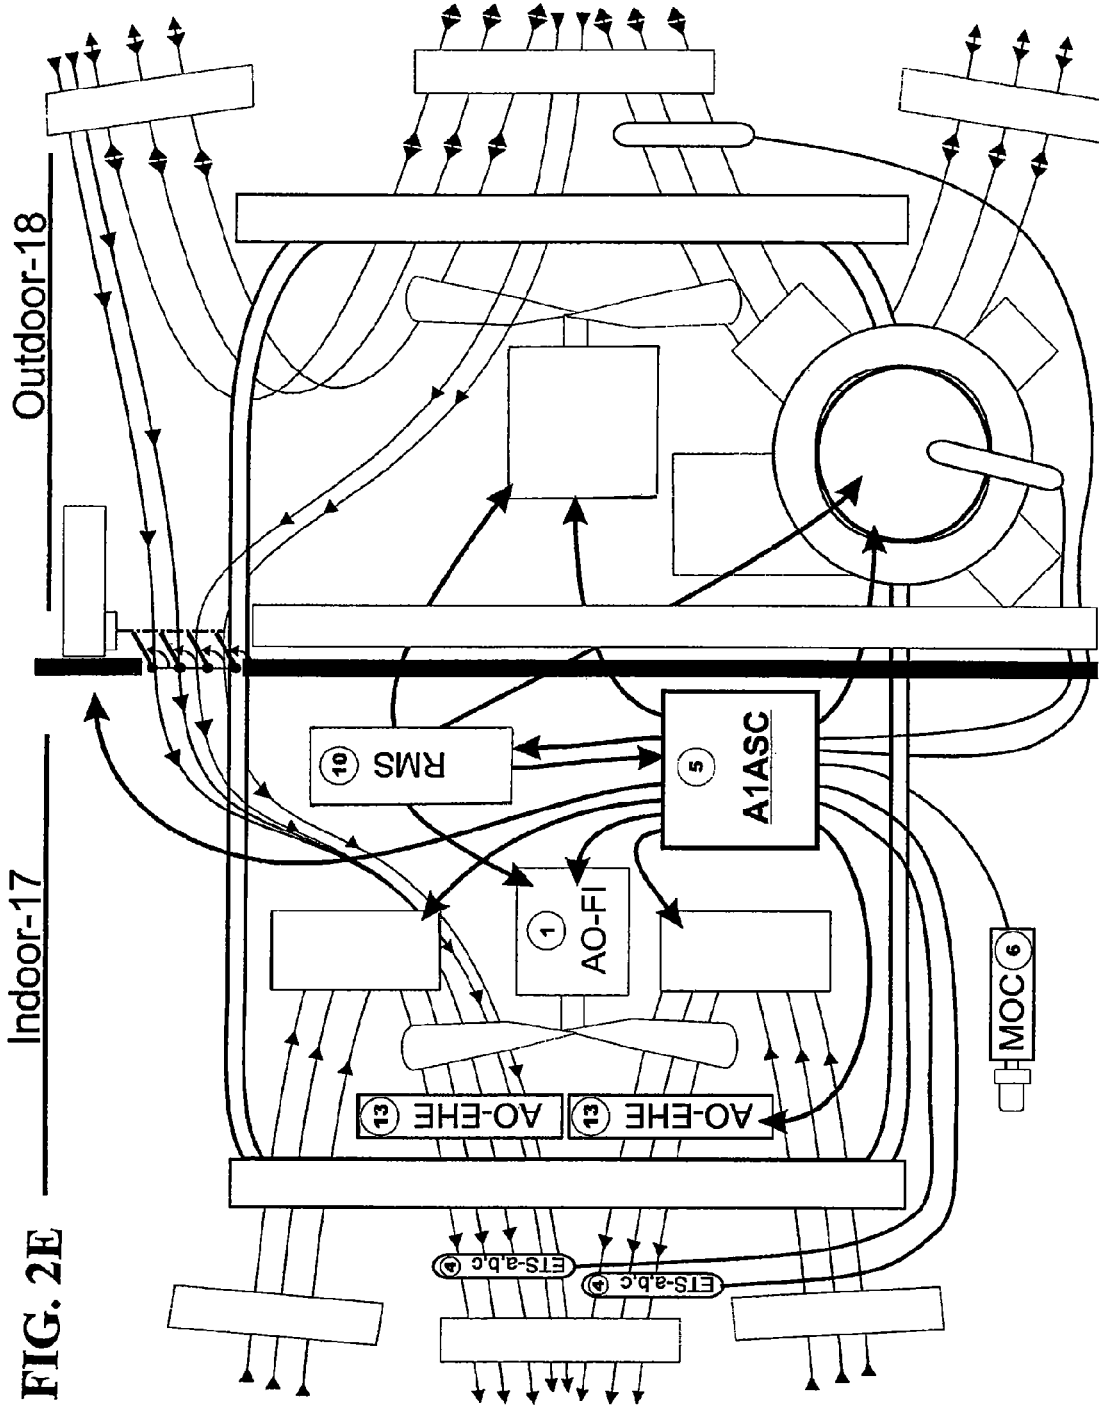 FIG. 2E
Indoor-17
Outdoor-18
10
RMS
5
A1ASC
1
AO-FI
13
AO-EHE
13
AO-EHE
4
ETS-a,b,c
4
ETS-a,b,c
MOC 6